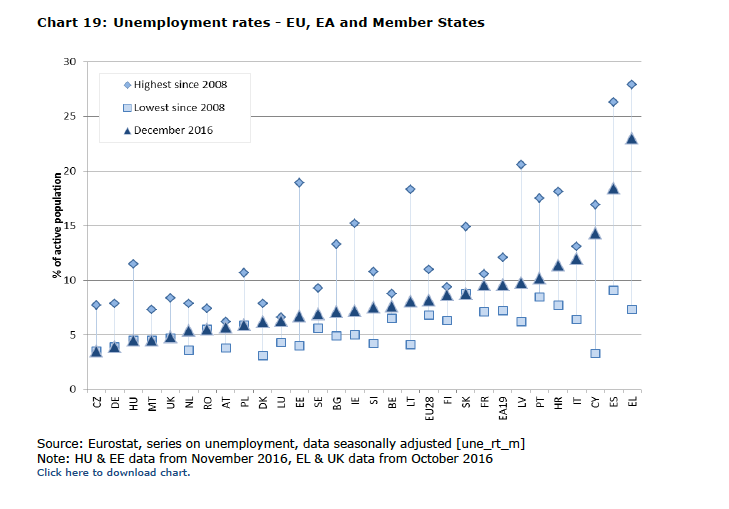 Chart 19: Unemployment rates - EU, EA and Member States
30
Highest since 2008
Lowest since 2008
December 2016
25
20
15
10
5
0
% of active population
CZ DE HU MT UK NL RO AT PL DK LU EE SE BG IE SI BE LT EU28 FI SK FR EA19 LV PT HR IT CY ES EL
Source: Eurostat, series on unemployment, data seasonally adjusted [une_rt_m]
Note: HU & EE data from November 2016, EL & UK data from October 2016
Click here to download chart.